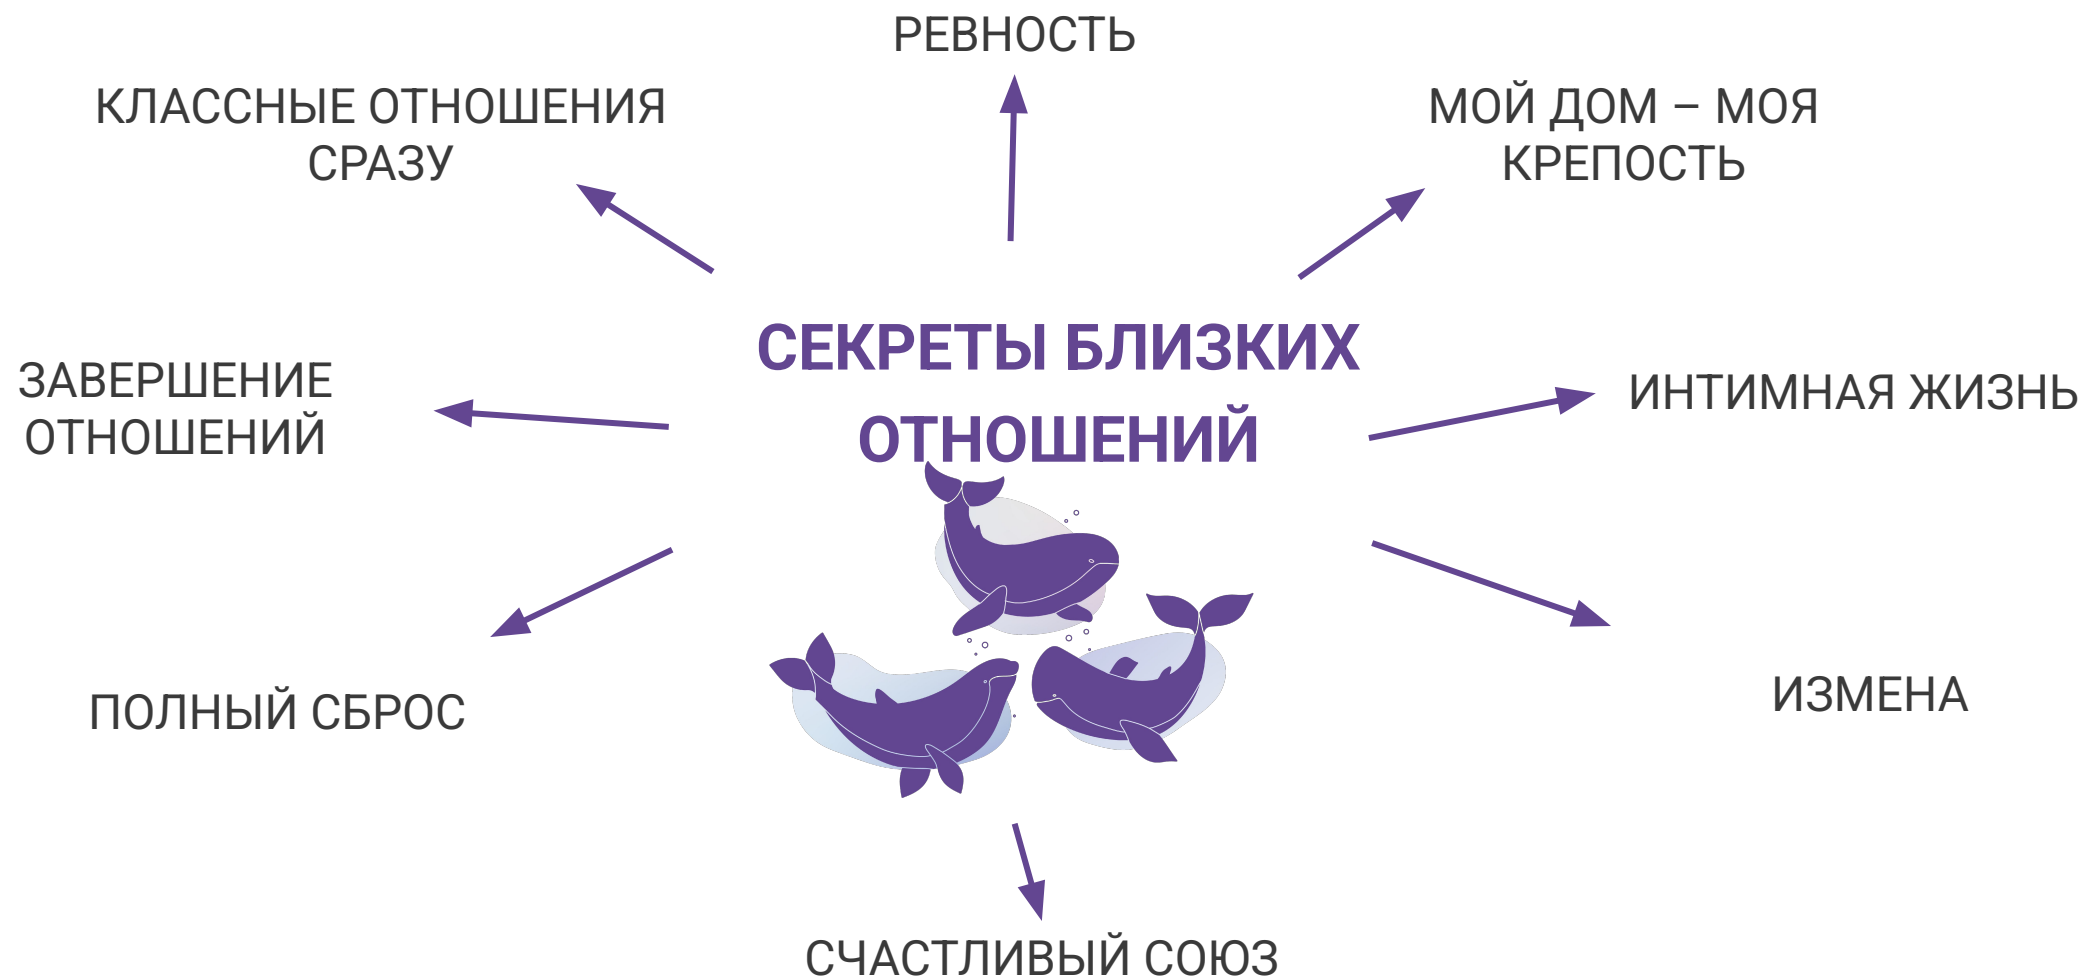 РЕВНОСТЬ
КЛАССНЫЕ ОТНОШЕНИЯ
СРАЗУ
МОЙ ДОМ – МОЯ
КРЕПОСТЬ
СЕКРЕТЫ БЛИЗКИХ
ОТНОШЕНИЙ
ЗАВЕРШЕНИЕ
ОТНОШЕНИЙ
ИНТИМНАЯ ЖИЗНЬ
ПОЛНЫЙ СБРОС
ИЗМЕНА
СЧАСТЛИВЫЙ СОЮЗ